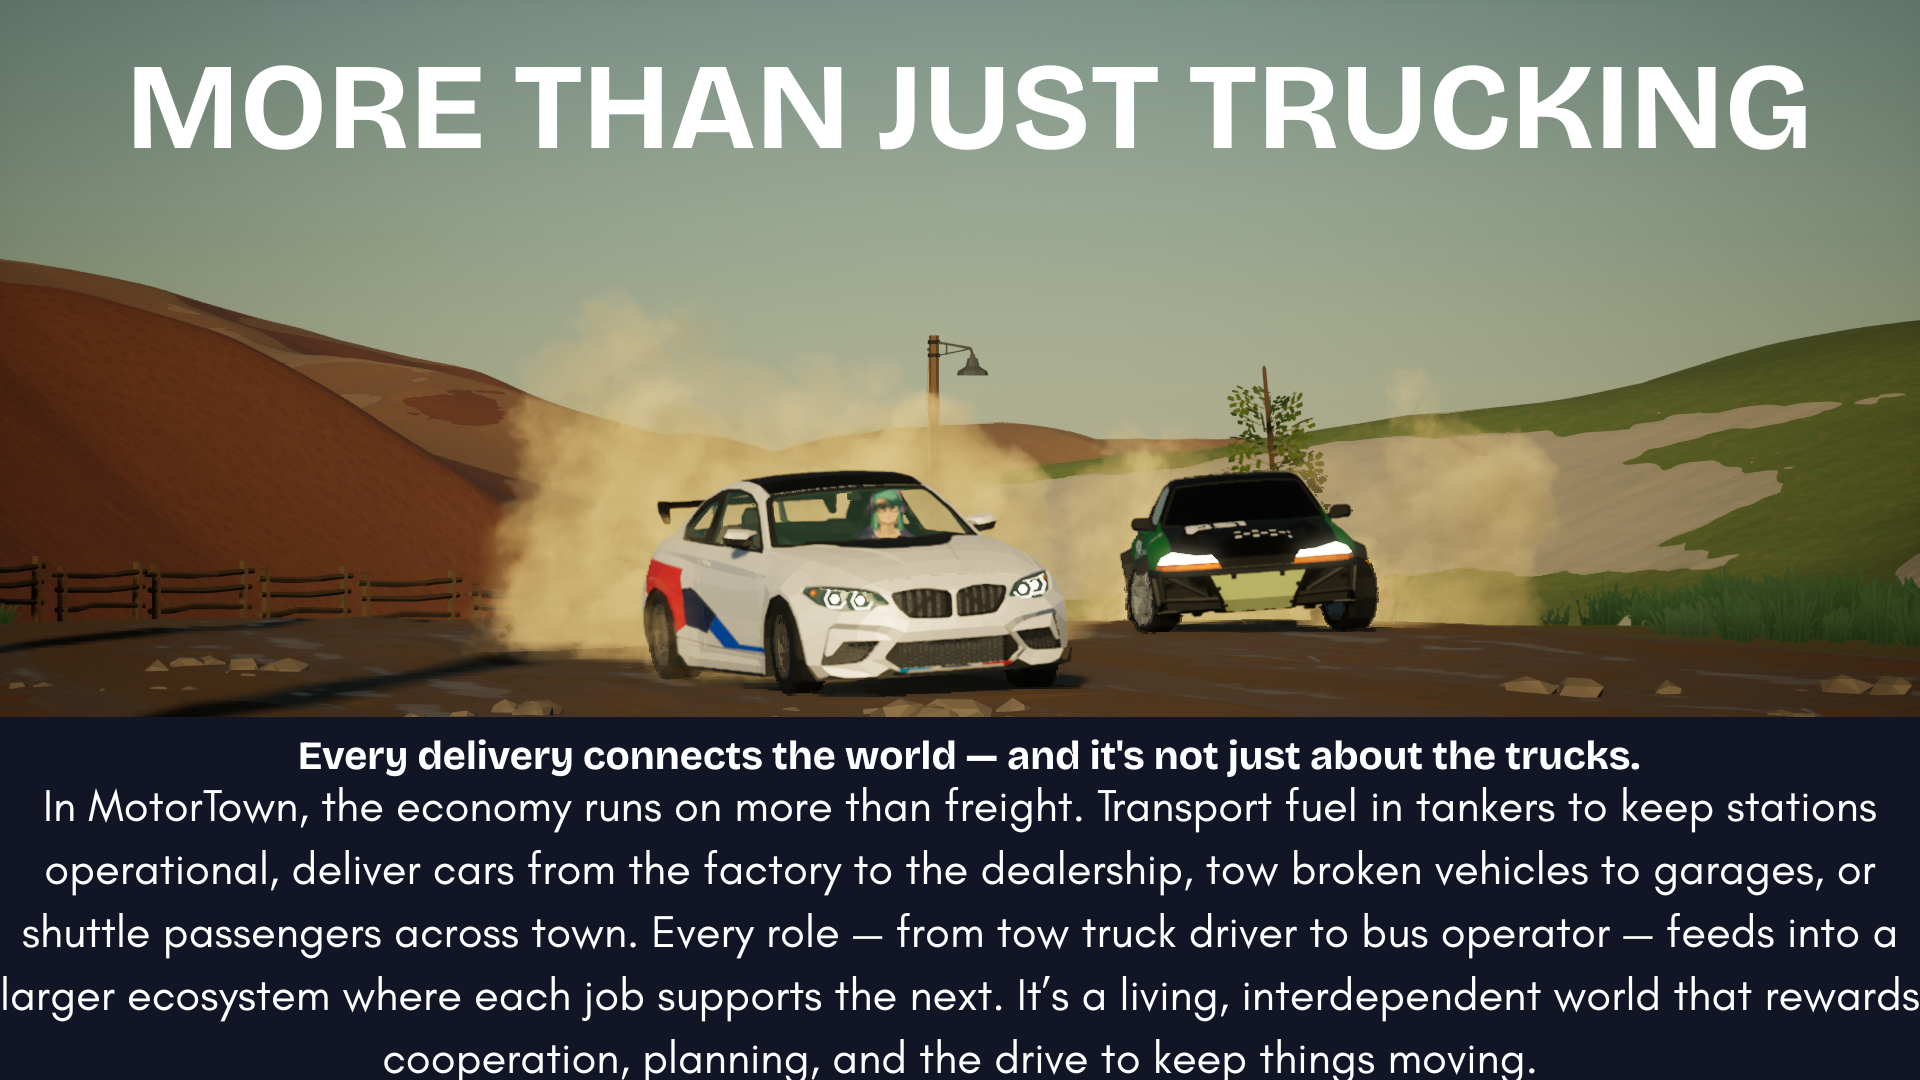 MORE THAN JUST TRUCKING
Every delivery connects the world — and it's not just about the trucks.
In MotorTown, the economy runs on more than freight. Transport fuel in tankers to keep stations
operational, deliver cars from the factory to the dealership, tow broken vehicles to garages, or
shuttle passengers across town. Every role — from tow truck driver to bus operator — feeds into a
larger ecosystem where each job supports the next. It’s a living, interdependent world that rewards
cooperation, planning, and the drive to keep things moving.